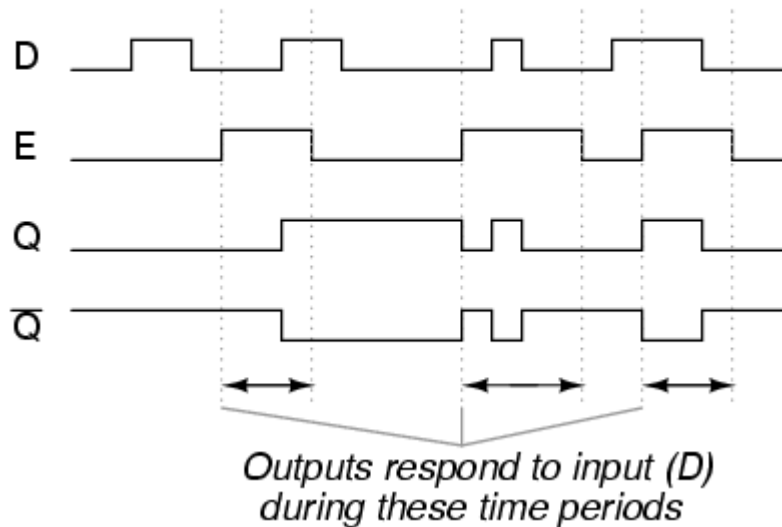 D
E
Q
Q̅
Outputs respond to input (D)
during these time periods